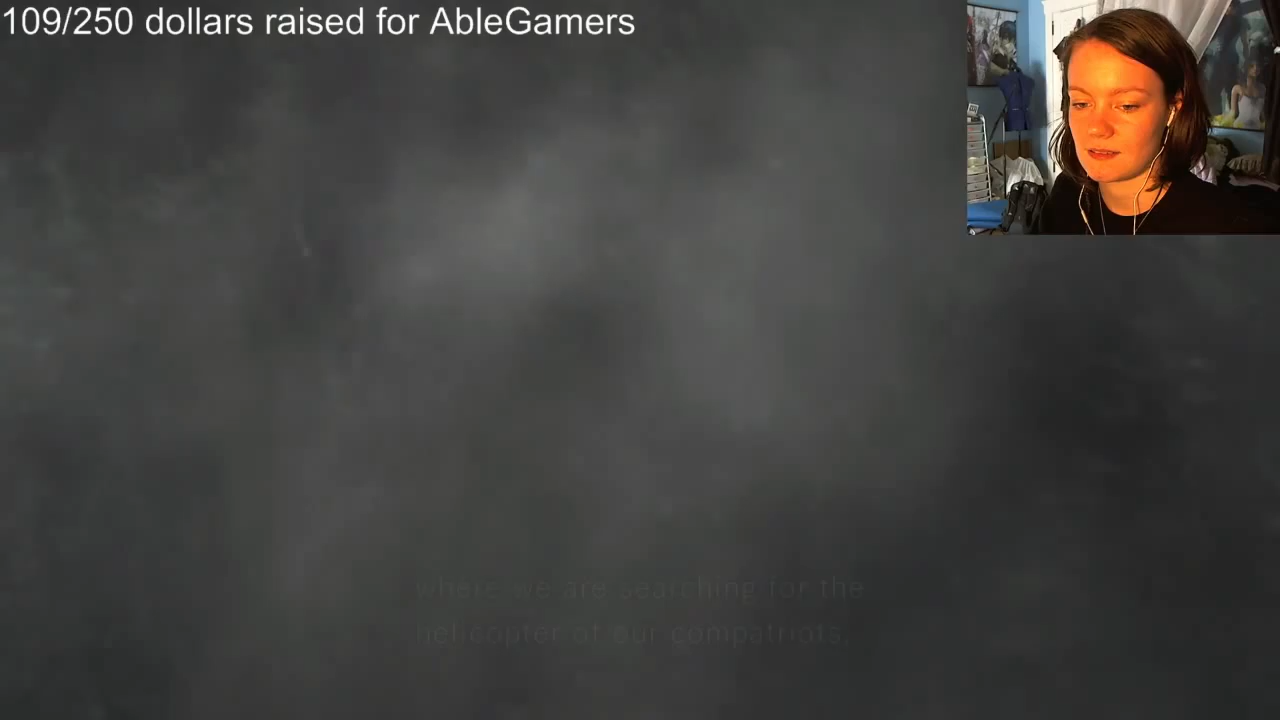 109/250 dollars raised for AbleGamers
where we are searching for the
helicopter of our compatriots.